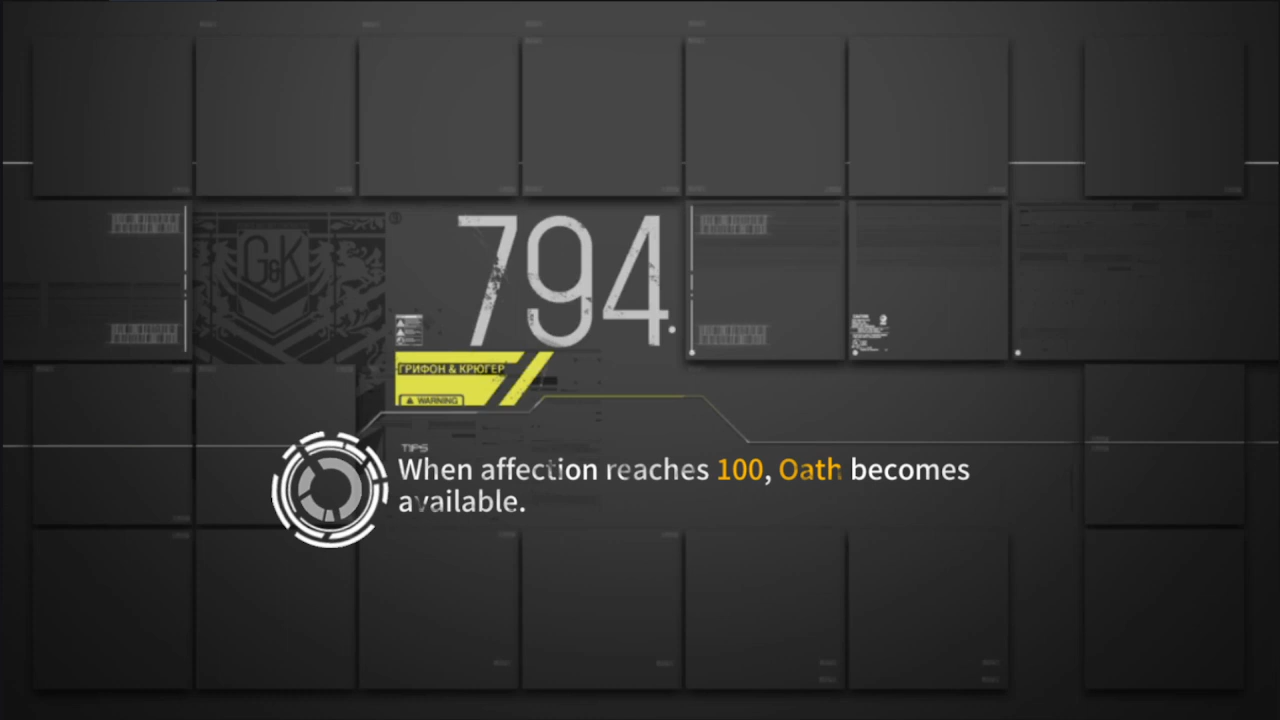 G&K
794.
ГРИФОН & КРЮГЕР
WARNING
TIPS
When affection reaches 100, Oath becomes
available.